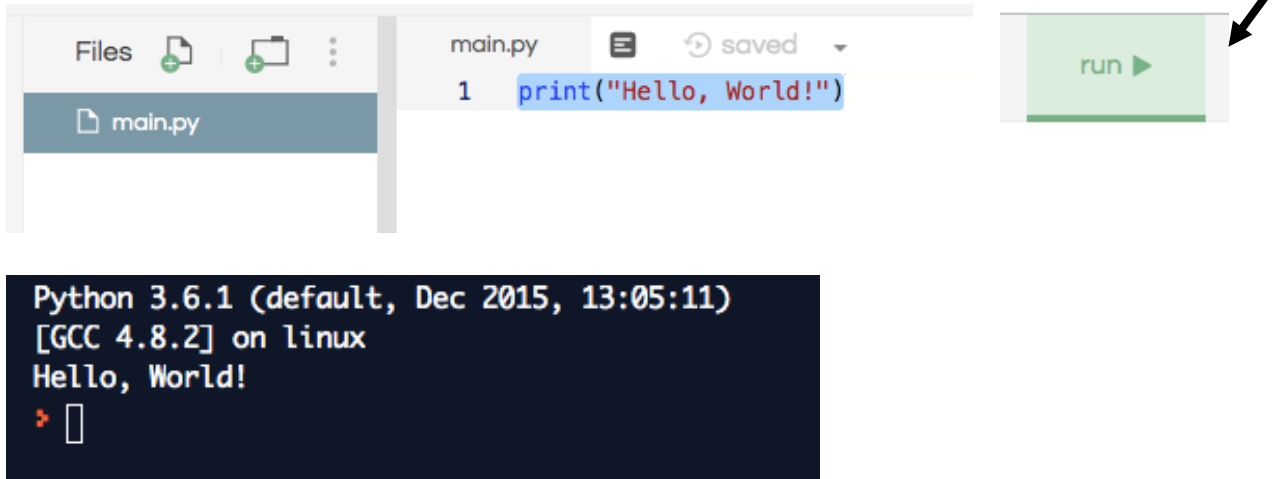 Files
main.py
main.py saved
1 print("Hello, World!")
run
Python 3.6.1 (default, Dec 2015, 13:05:11)
[GCC 4.8.2] on linux
Hello, World!